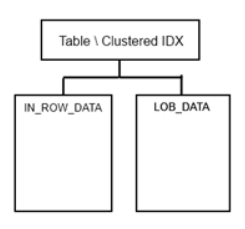 Table \ Clustered IDX
IN_ROW_DATA
LOB_DATA